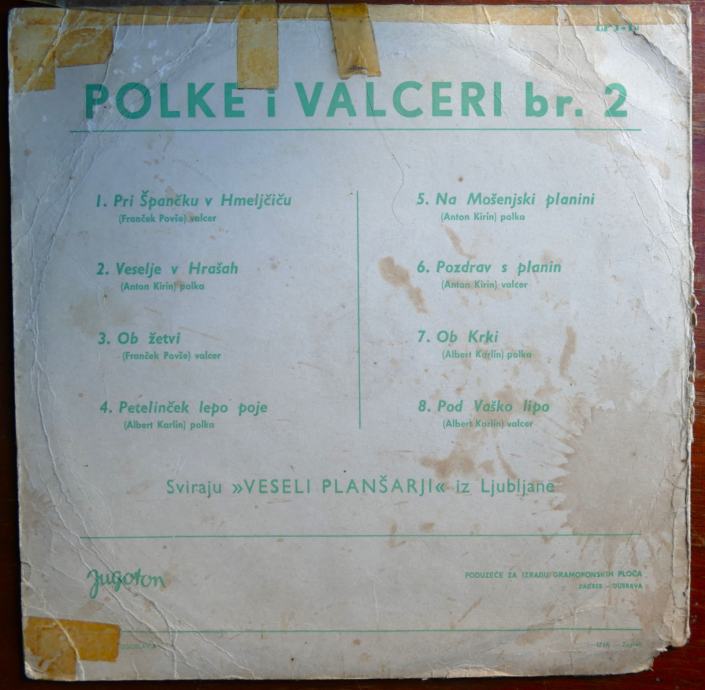 POLKE i VALCERI br. 2
1. Pri Špančku v Hmeljčiču
(Franček Povše) valcer
2. Veselje v Hrašah
(Anton Kirin) polka
3. Ob žetvi
(Franček Povše) valcer
4. Petelinček lepo poje
(Albert Karlin) polka
5. Na Mošenjski planini
(Anton Kirin) polka
6. Pozdrav s planin
(Anton Kirin) valcer
7. Ob Krki
(Albert Karlin) polka
8. Pod Vaško lipo
(Albert Karlin) valcer
Sviraju »VESELI PLANŠARJI« iz Ljubljane
Jugoton
PODUZEĆE ZA IZRADU GRAMOFONSKIH PLOČA
ZAGREB - DUBRAVA